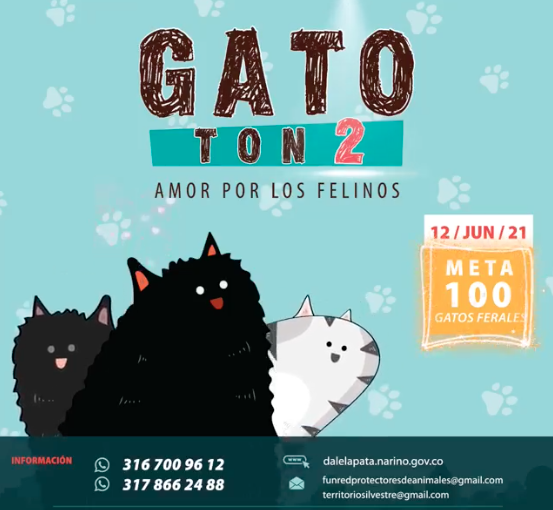 GATO
TON 2
AMOR POR LOS FELINOS
12 / JUN / 21
META
100
GATOS FERALES
INFORMACIÓN
316 700 96 12
317 866 24 88
www.
dalelapata.narino.gov.co
funredprotectoresdeanimales@gmail.com
territoriosilvestre@gmail.com